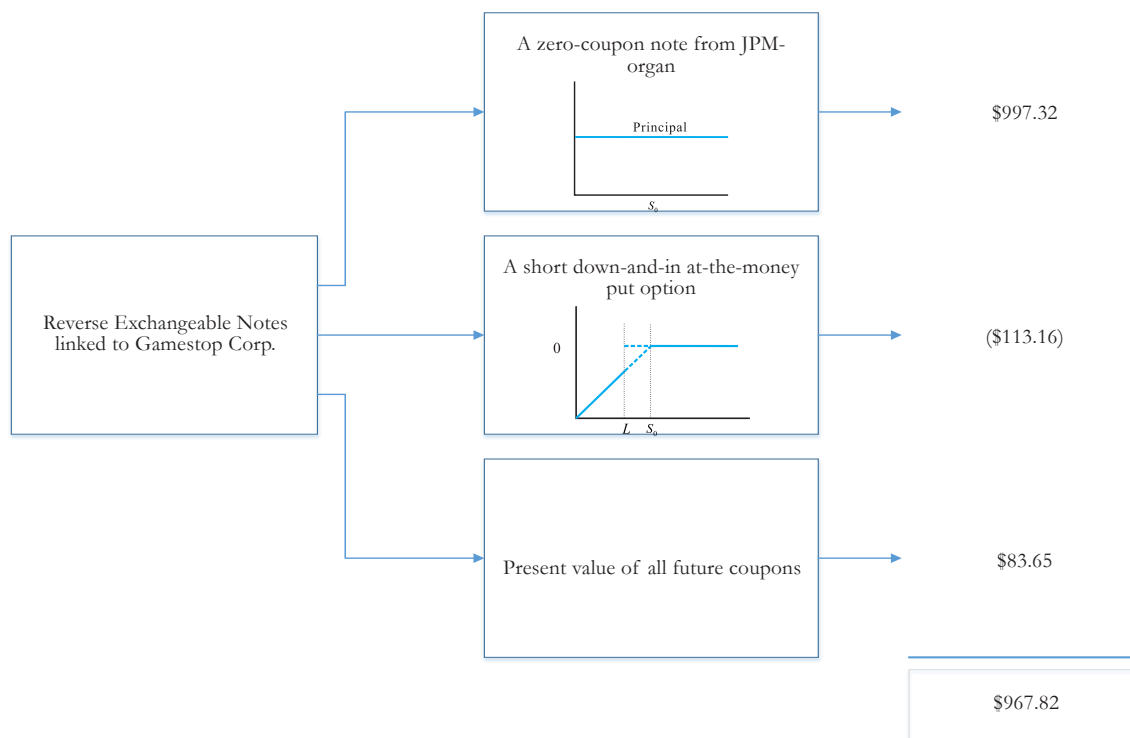 A zero-coupon note from JPM-
organ
Principal
S₀
$997.32
Reverse Exchangeable Notes
linked to Gamestop Corp.
A short down-and-in at-the-money
put option
0
L S₀
($113.16)
Present value of all future coupons
$83.65
$967.82